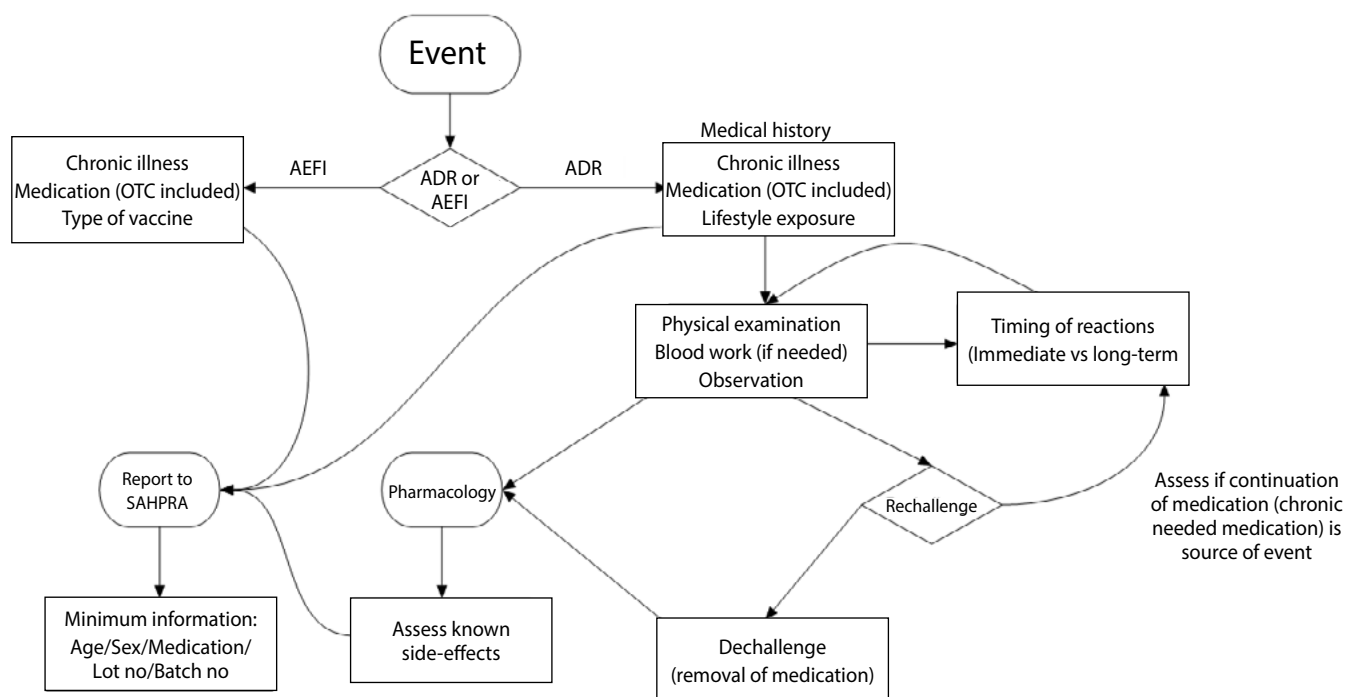 Event
Medical history
Chronic illness
Medication (OTC included)
Type of vaccine
AEFI
ADR or
AEFI
ADR
Chronic illness
Medication (OTC included)
Lifestyle exposure
Physical examination
Blood work (if needed)
Observation
Timing of reactions
(Immediate vs long-term
Report to
SAHPRA
Pharmacology
Rechallenge
Assess if continuation
of medication (chronic
needed medication) is
source of event
Minimum information:
Age/Sex/Medication/
Lot no/Batch no
Assess known
side-effects
Dechallenge
(removal of medication)